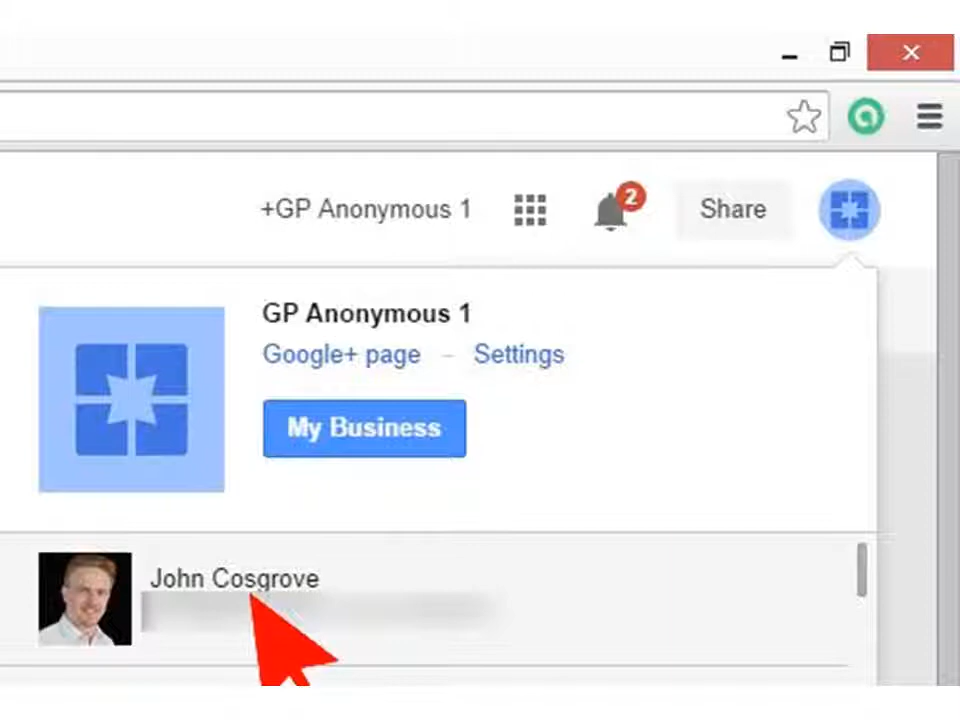 +GP Anonymous 1
2
Share
GP Anonymous 1
Google+ page – Settings
My Business
John Cosgrove